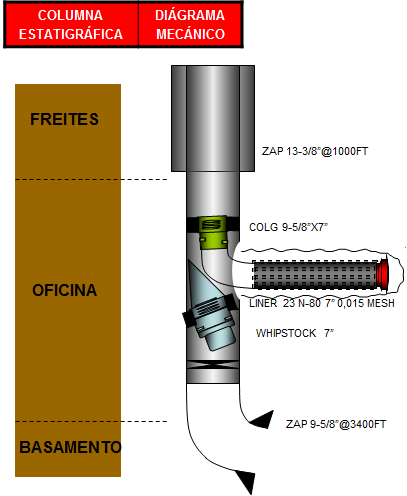 COLUMNA
ESTATIGRÁFICA
DIÁGRAMA
MECÁNICO
FREITES
ZAP 13-3/8”@1000FT
COLG 9-5/8”X7”
OFICINA
LINER 23 N-80 7” 0,015 MESH
WHIPSTOCK 7”
ZAP 9-5/8”@3400FT
BASAMENTO